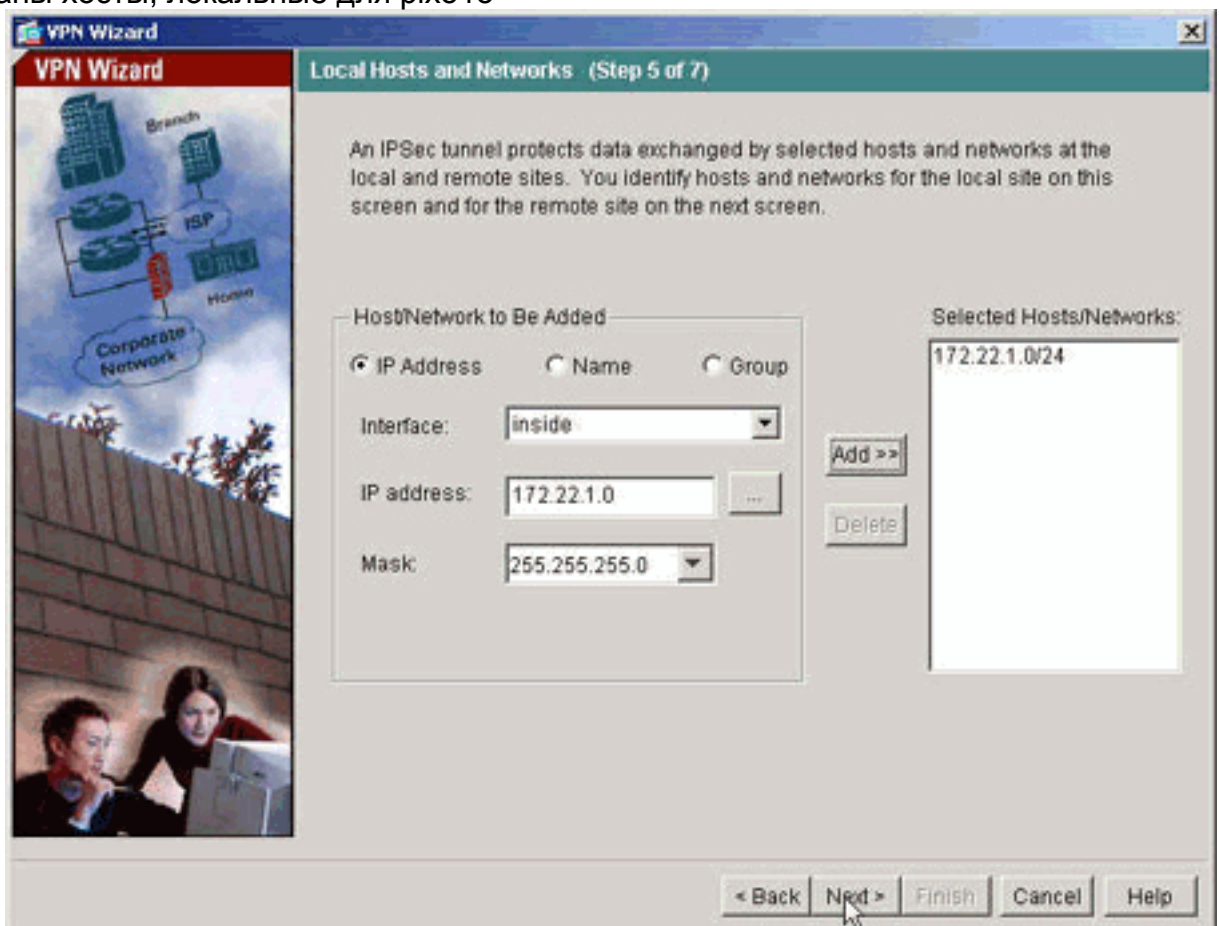 хосты, локальные для
VPN Wizard
VPN Wizard
Local Hosts and Networks (Step 5 of 7)
Branch
ISP
Home
Corporate
Network
An IPSec tunnel protects data exchanged by selected hosts and networks at the
local and remote sites. You identify hosts and networks for the local site on this
screen and for the remote site on the next screen.
Host/Network to Be Added
IP Address Name Group
Interface: inside
IP address: 172.22.1.0 ...
Mask: 255.255.255.0
Add >>
Delete
Selected Hosts/Networks:
172.22.1.0/24
< Back Next > Finish Cancel Help